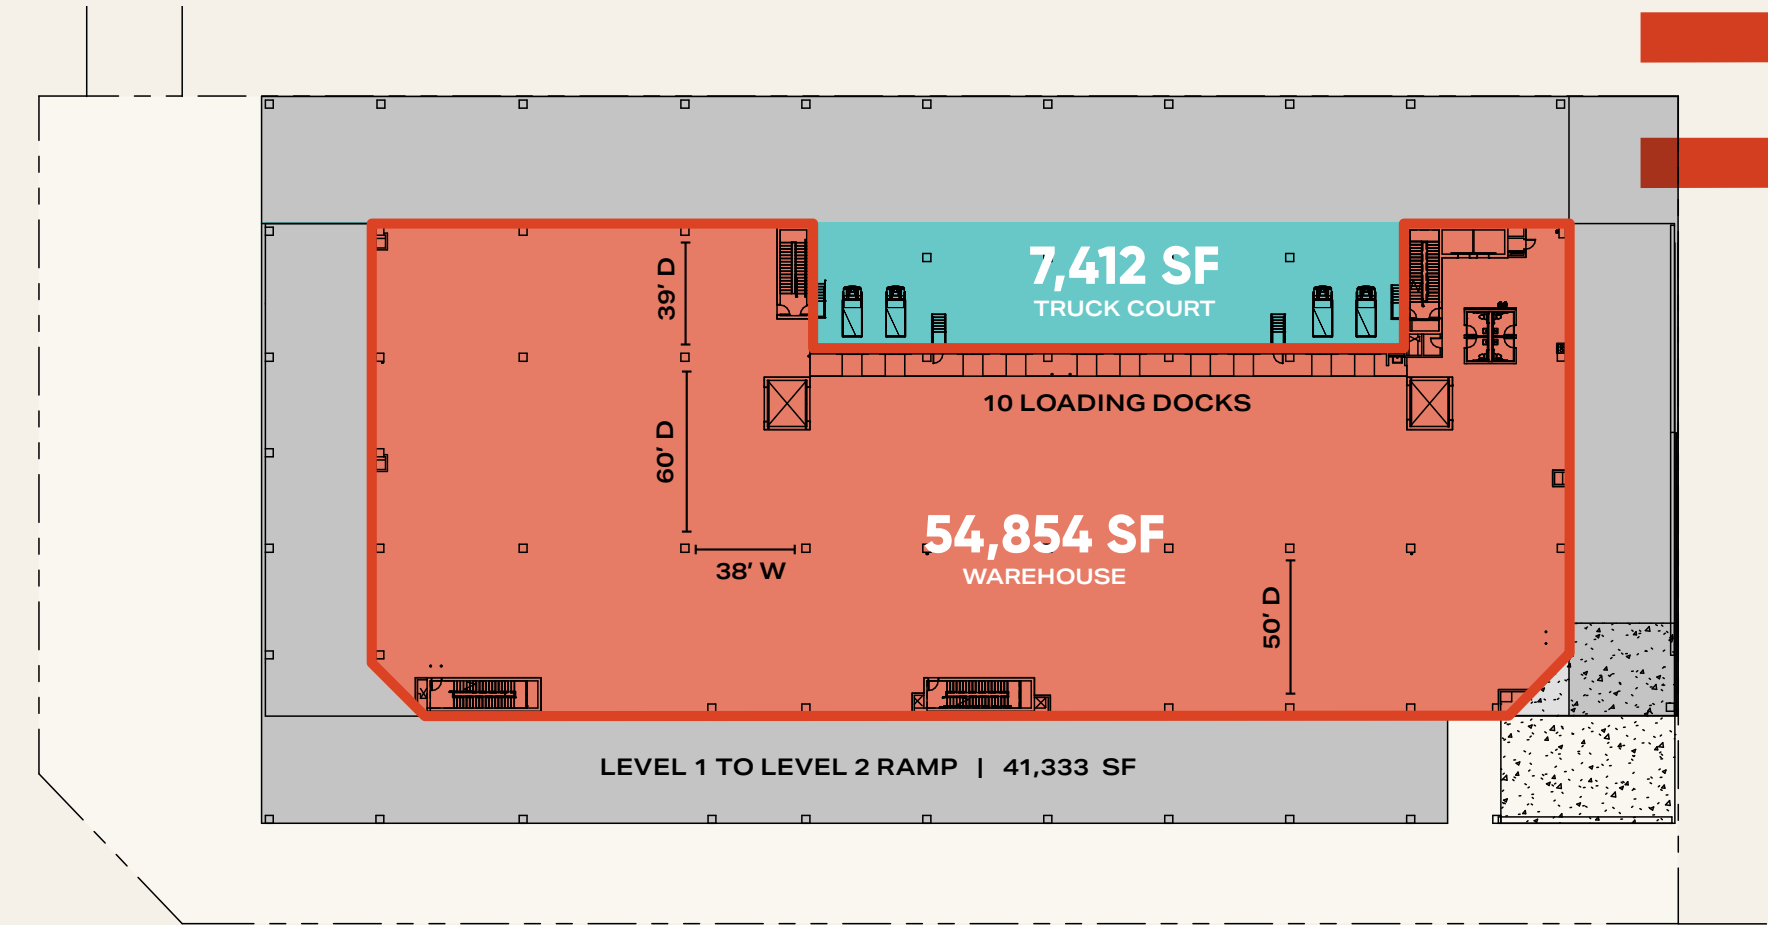 7,412 SF
TRUCK COURT
39’ D
10 LOADING DOCKS
60’ D
54,854 SF
WAREHOUSE
38’ W
50’ D
LEVEL 1 TO LEVEL 2 RAMP | 41,333 SF